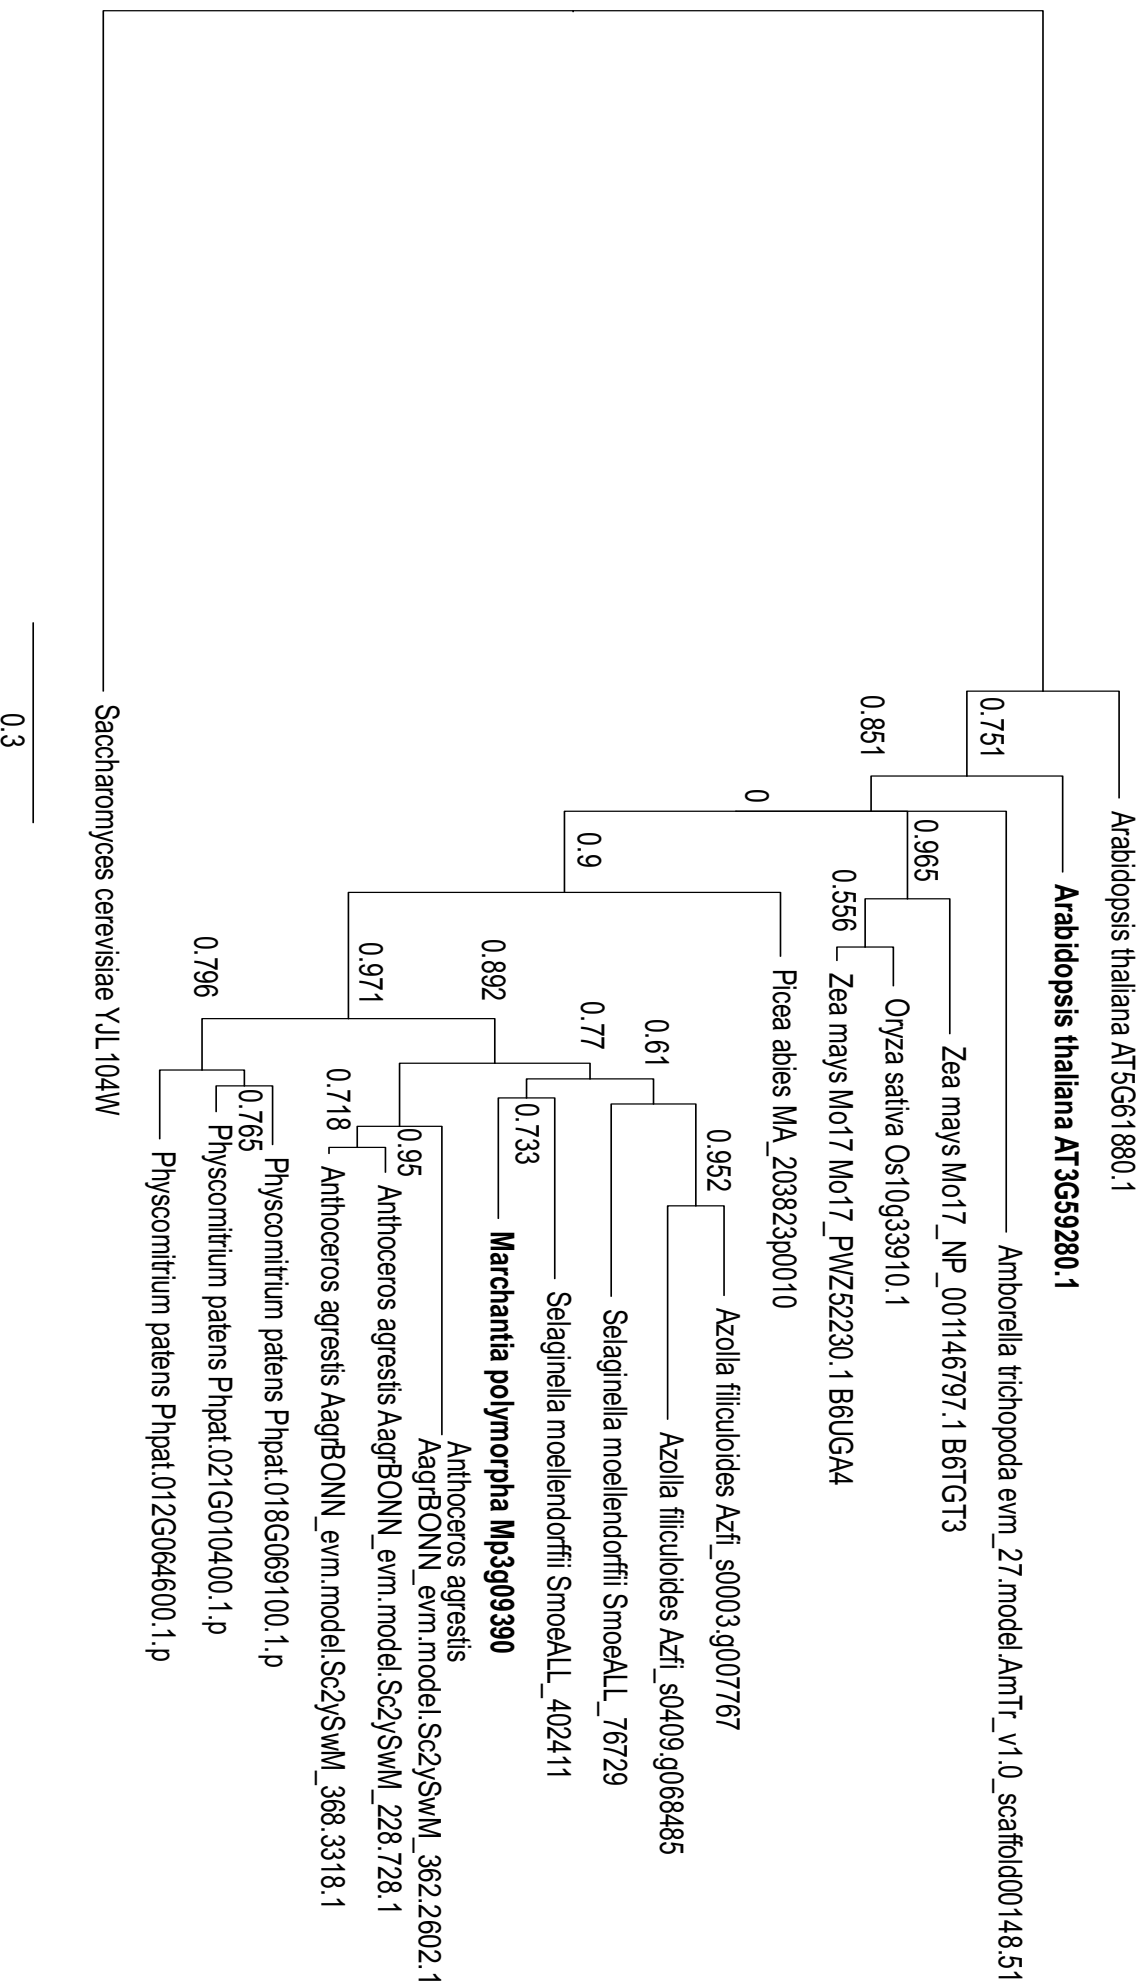 Arabidopsis thaliana AT5G61880.1
0.751
Arabidopsis thaliana AT3G59280.1
0.851
Amborella trichopoda evm_27.model.AmTr_v1.0_scaffold00148.51
0.965
Zea mays Mo17_NP_001146797.1 B6TGT3
Oryza sativa Os10g33910.1
0.556
Zea mays Mo17 Mo17_PWZ52230.1 B6UGA4
0
Picea abies MA_203823p0010
0.9
Azolla filiculoides Azfi_s0003.g007767
0.952
Azolla filiculoides Azfi_s0409.g068485
0.61
Selaginella moellendorffii SmoeALL_76729
0.77
Selaginella moellendorffii SmoeALL_402411
0.733
Marchantia polymorpha Mp3g09390
0.892
Anthoceros agrestis
AagrBONN_evm.model.Sc2ySwM_362.2602.1
0.95
Anthoceros agrestis AagrBONN_evm.model.Sc2ySwM_228.728.1
0.718
Anthoceros agrestis AagrBONN_evm.model.Sc2ySwM_368.3318.1
0.971
Physcomitrium patens Phpat.018G069100.1.p
0.765
Physcomitrium patens Phpat.021G010400.1.p
0.796
Physcomitrium patens Phpat.012G064600.1.p
Saccharomyces cerevisiae YJL104W
0.3